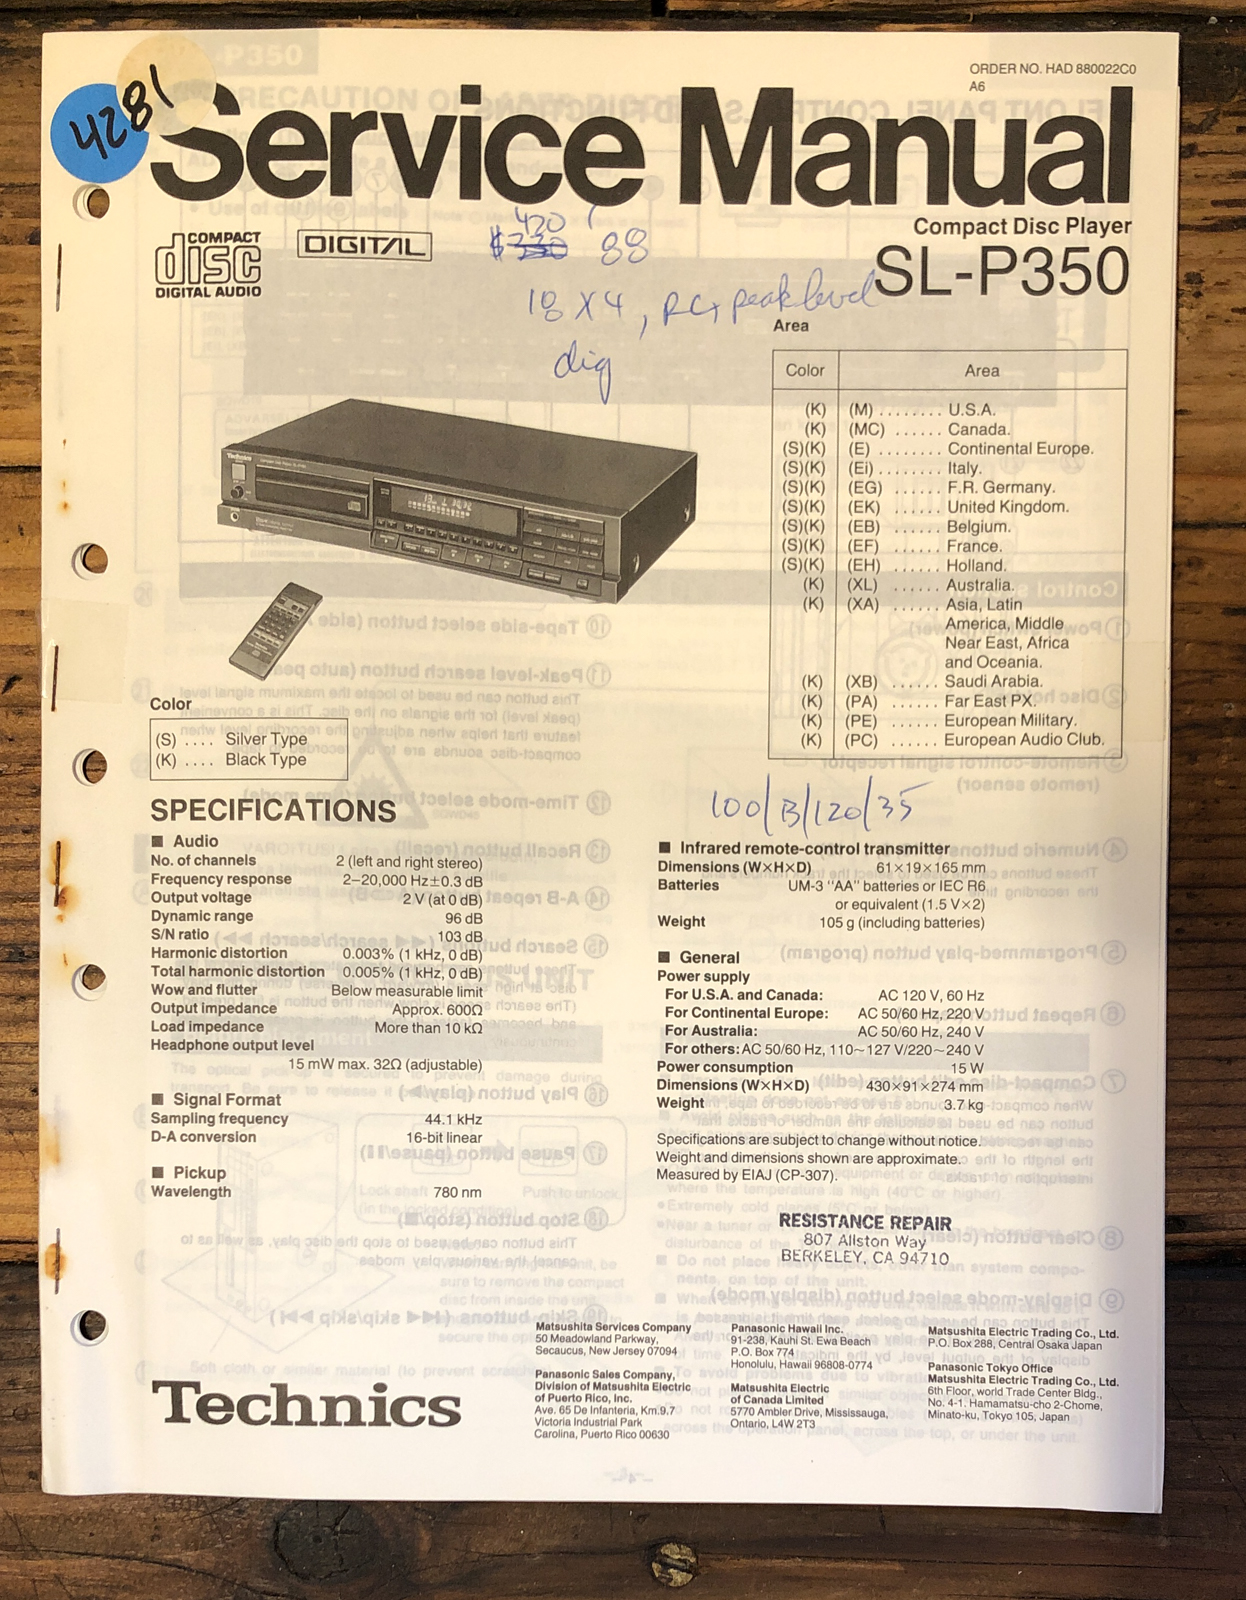 4281
ORDER NO. HAD 880022C0
A6
Service Manual
COMPACT
disc
DIGITAL AUDIO
DIGITAL
Compact Disc Player
SL-P350
420
$330 '88
18 X 4, RC, peak level
dig
Area
Color Area
(K) (M) ........ U.S.A.
(K) (MC) ...... Canada.
(S)(K) (E) ........ Continental Europe.
(S)(K) (Ei) ....... Italy.
(S)(K) (EG) ...... F.R. Germany.
(S)(K) (EK) ...... United Kingdom.
(S)(K) (EB) ...... Belgium.
(S)(K) (EF) ...... France.
(S)(K) (EH) ...... Holland.
(K) (XL) ...... Australia.
(K) (XA) ...... Asia, Latin
America, Middle
Near East, Africa
and Oceania.
(K) (XB) ...... Saudi Arabia.
(K) (PA) ...... Far East PX.
(K) (PE) ...... European Military.
(K) (PC) ...... European Audio Club.
Technics
Color
(S) .... Silver Type
(K) .... Black Type
100/B/120/35
SPECIFICATIONS
■ Audio
No. of channels 2 (left and right stereo)
Frequency response 2~20,000 Hz±0.3 dB
Output voltage 2 V (at 0 dB)
Dynamic range 96 dB
S/N ratio 103 dB
Harmonic distortion 0.003% (1 kHz, 0 dB)
Total harmonic distortion 0.005% (1 kHz, 0 dB)
Wow and flutter Below measurable limit
Output impedance Approx. 600Ω
Load impedance More than 10 kΩ
Headphone output level
15 mW max. 32Ω (adjustable)
■ Signal Format
Sampling frequency 44.1 kHz
D-A conversion 16-bit linear
■ Pickup
Wavelength 780 nm
■ Infrared remote-control transmitter
Dimensions (W×H×D) 61×19×165 mm
Batteries UM-3 "AA" batteries or IEC R6
or equivalent (1.5 V×2)
Weight 105 g (including batteries)
■ General
Power supply
For U.S.A. and Canada: AC 120 V, 60 Hz
For Continental Europe: AC 50/60 Hz, 220 V
For Australia: AC 50/60 Hz, 240 V
For others: AC 50/60 Hz, 110~127 V/220~240 V
Power consumption 15 W
Dimensions (W×H×D) 430×91×274 mm
Weight 3.7 kg
Specifications are subject to change without notice.
Weight and dimensions shown are approximate.
Measured by EIAJ (CP-307).
RESISTANCE REPAIR
807 Allston Way
BERKELEY, CA 94710
Technics
Matsushita Services Company
50 Meadowland Parkway,
Secaucus, New Jersey 07094
Panasonic Sales Company,
Division of Matsushita Electric
of Puerto Rico, Inc.
Ave. 65 De Infanteria, Km.9.7
Victoria Industrial Park
Carolina, Puerto Rico 00630
Panasonic Hawaii Inc.
91-238, Kauhi St. Ewa Beach
P.O. Box 774
Honolulu, Hawaii 96808-0774
Matsushita Electric
of Canada Limited
5770 Ambler Drive, Mississauga,
Ontario, L4W 2T3
Matsushita Electric Trading Co., Ltd.
P.O. Box 288, Central Osaka Japan
Panasonic Tokyo Office
Matsushita Electric Trading Co., Ltd.
6th Floor, world Trade Center Bldg.,
No. 4-1, Hamamatsu-cho 2-Chome,
Minato-ku, Tokyo 105, Japan